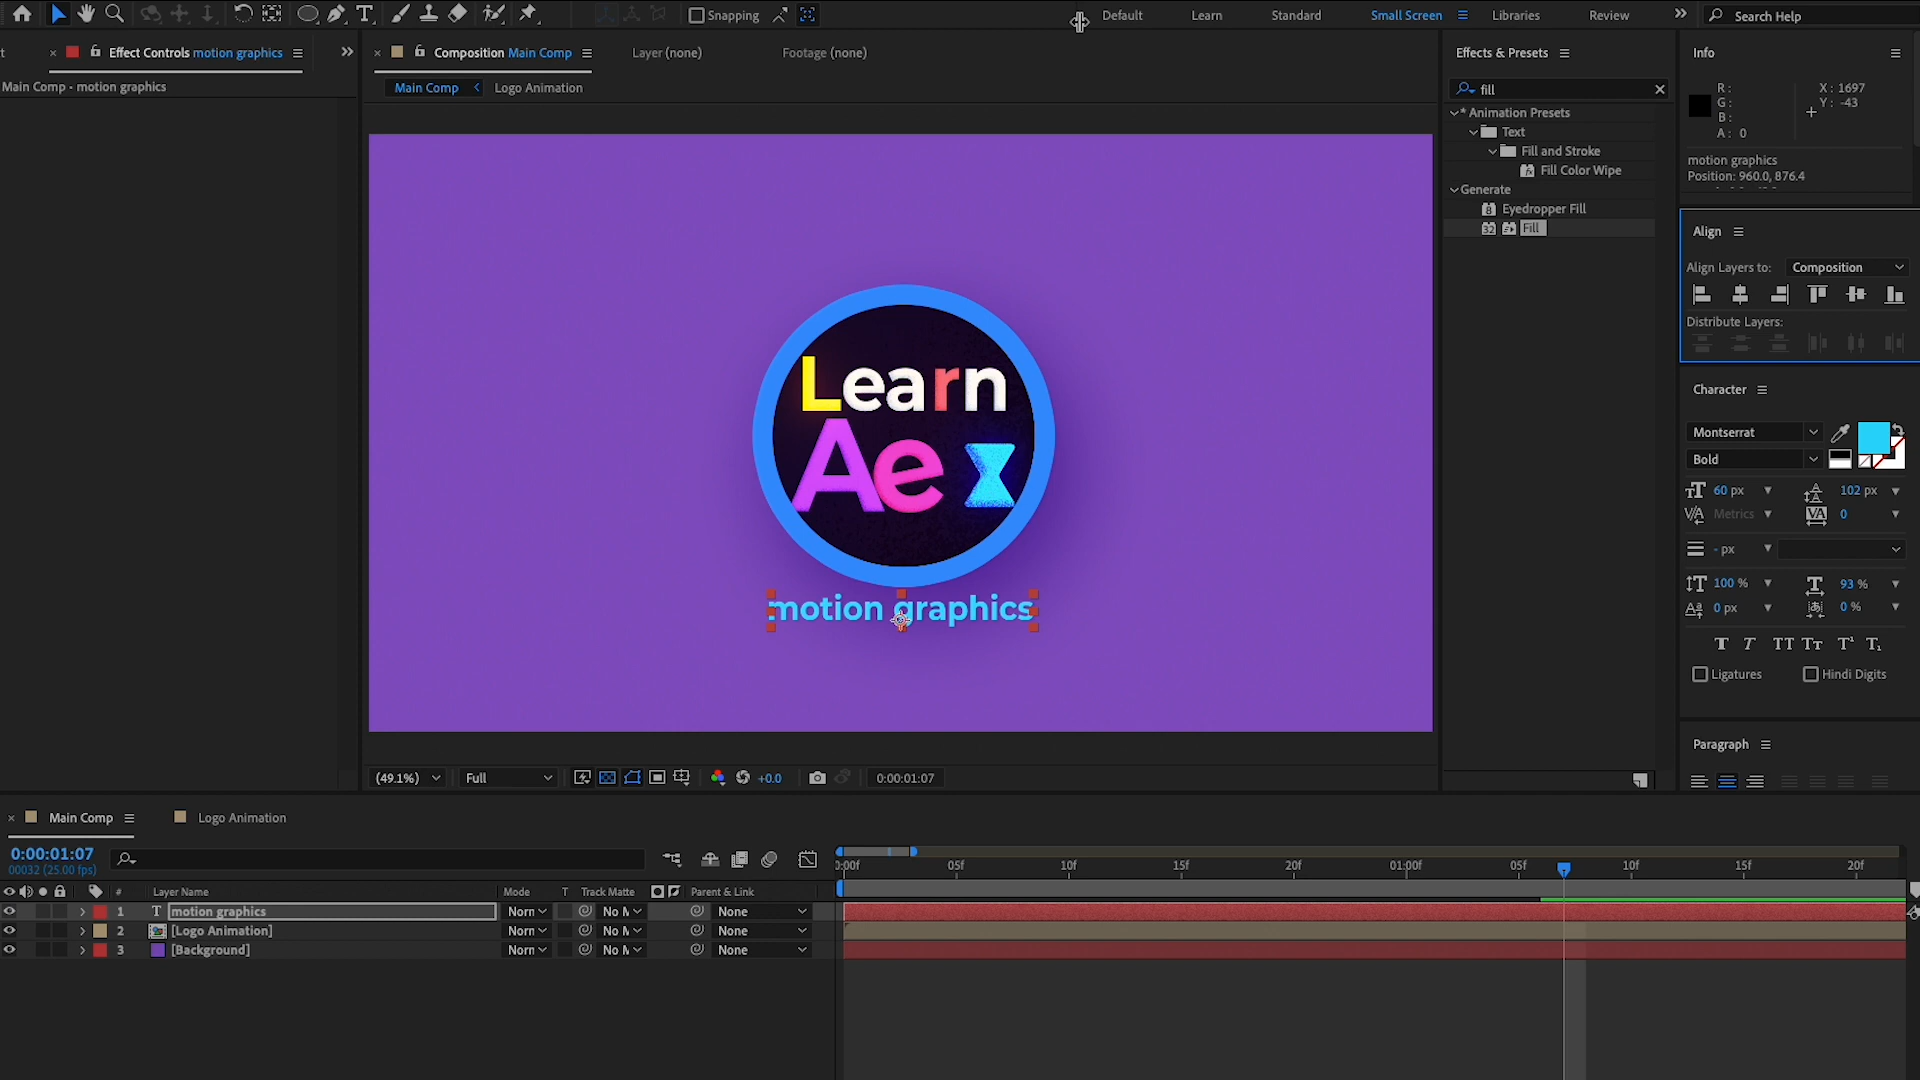 Snapping
Default
Learn
Standard
Small Screen
Libraries
Review
Search Help
t
Effect Controls motion graphics
Composition Main Comp
Layer (none)
Footage (none)
Effects & Presets
Info
Main Comp • motion graphics
Main Comp
Logo Animation
fill
R :
G :
B :
A : 0
X : 1697
Y : -43
* Animation Presets
Text
Fill and Stroke
Fill Color Wipe
Generate
Eyedropper Fill
Fill
motion graphics
Position: 960.0, 876.4
Align
Align Layers to:
Composition
Distribute Layers:
Learn
Ae
motion graphics
Character
Montserrat
Bold
60 px
102 px
Metrics
0
- px
100 %
93 %
0 px
0 %
Ligatures
Hindi Digits
Paragraph
(49.1%)
Full
+0.0
0:00:01:07
Main Comp
Logo Animation
0:00:01:07
00032 (25.00 fps)
0:00f
05f
10f
15f
20f
01:00f
05f
10f
15f
20f
#
Layer Name
Mode
T
Track Matte
Parent & Link
1
T
motion graphics
Norn
No M
None
2
[Logo Animation]
Norn
No M
None
3
[Background]
Norn
No M
None